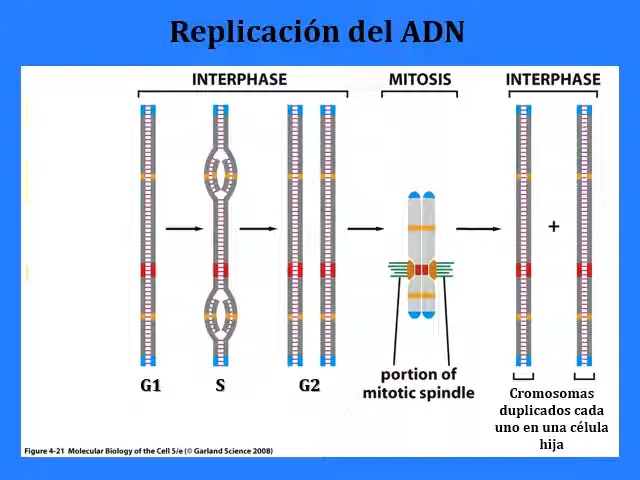 Replicación del ADN
INTERPHASE
MITOSIS
INTERPHASE
+
G1
S
G2
portion of
mitotic spindle
Cromosomas
duplicados cada
uno en una célula
hija
Figure 4-21 Molecular Biology of the Cell 5/e (© Garland Science 2008)